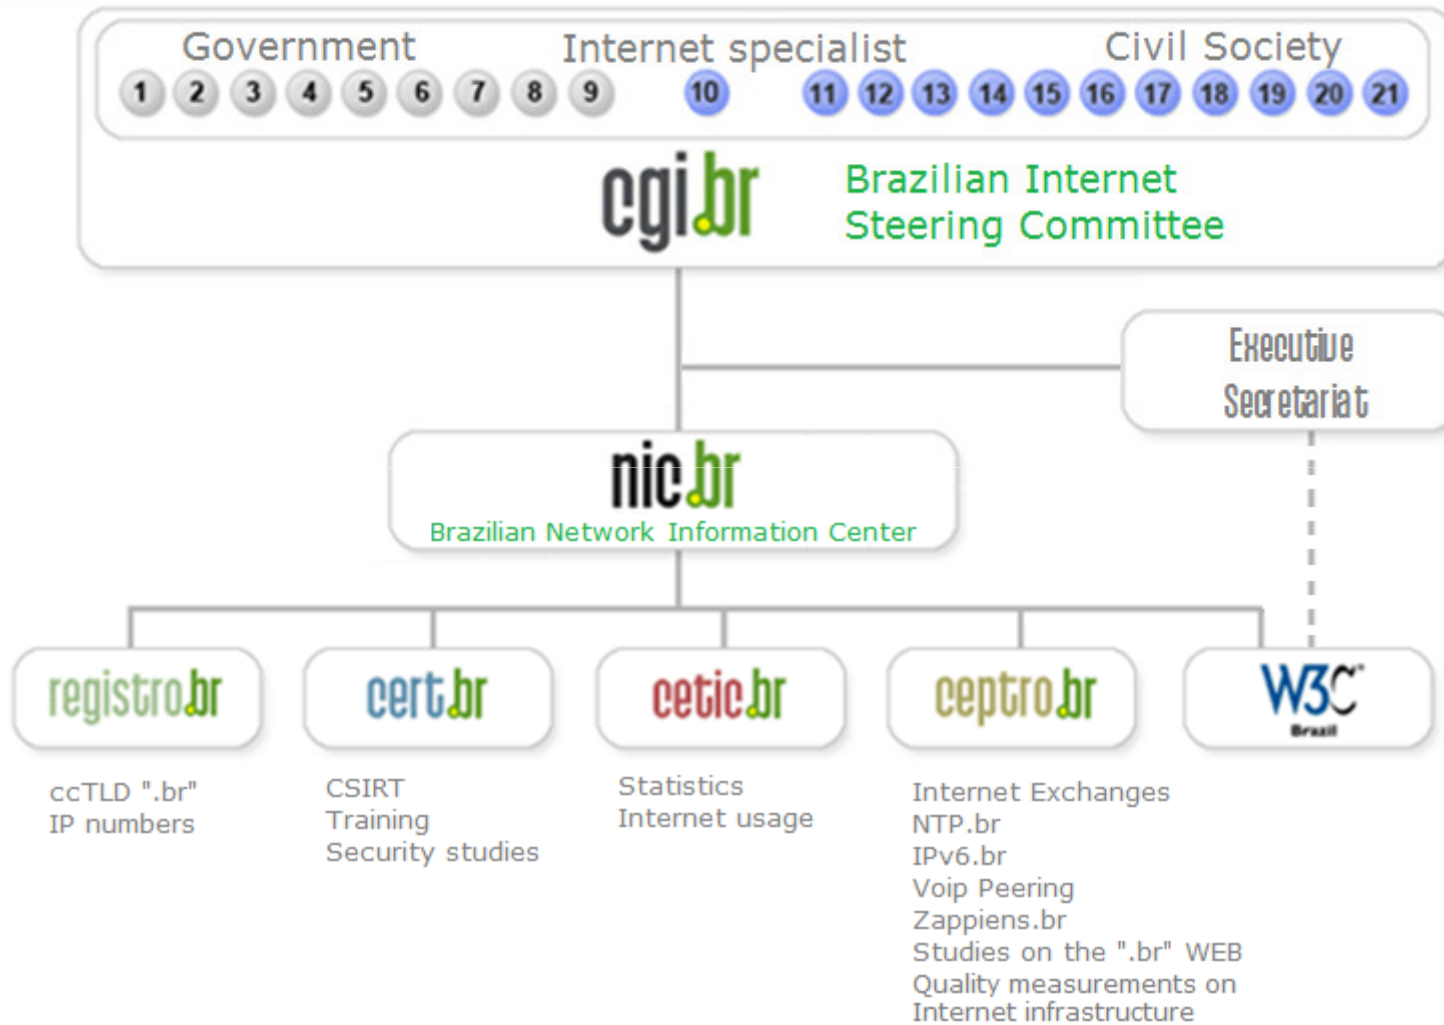 Government Internet specialist Civil Society
1 2 3 4 5 6 7 8 9 10 11 12 13 14 15 16 17 18 19 20 21
cgi.br
Brazilian Internet
Steering Committee
Executive
Secretariat
nic.br
Brazilian Network Information Center
registro.br
cert.br
cetic.br
ceptro.br
W3C
Brazil
ccTLD ".br"
IP numbers
CSIRT
Training
Security studies
Statistics
Internet usage
Internet Exchanges
NTP.br
IPv6.br
Voip Peering
Zappiens.br
Studies on the ".br" WEB
Quality measurements on
Internet infrastructure